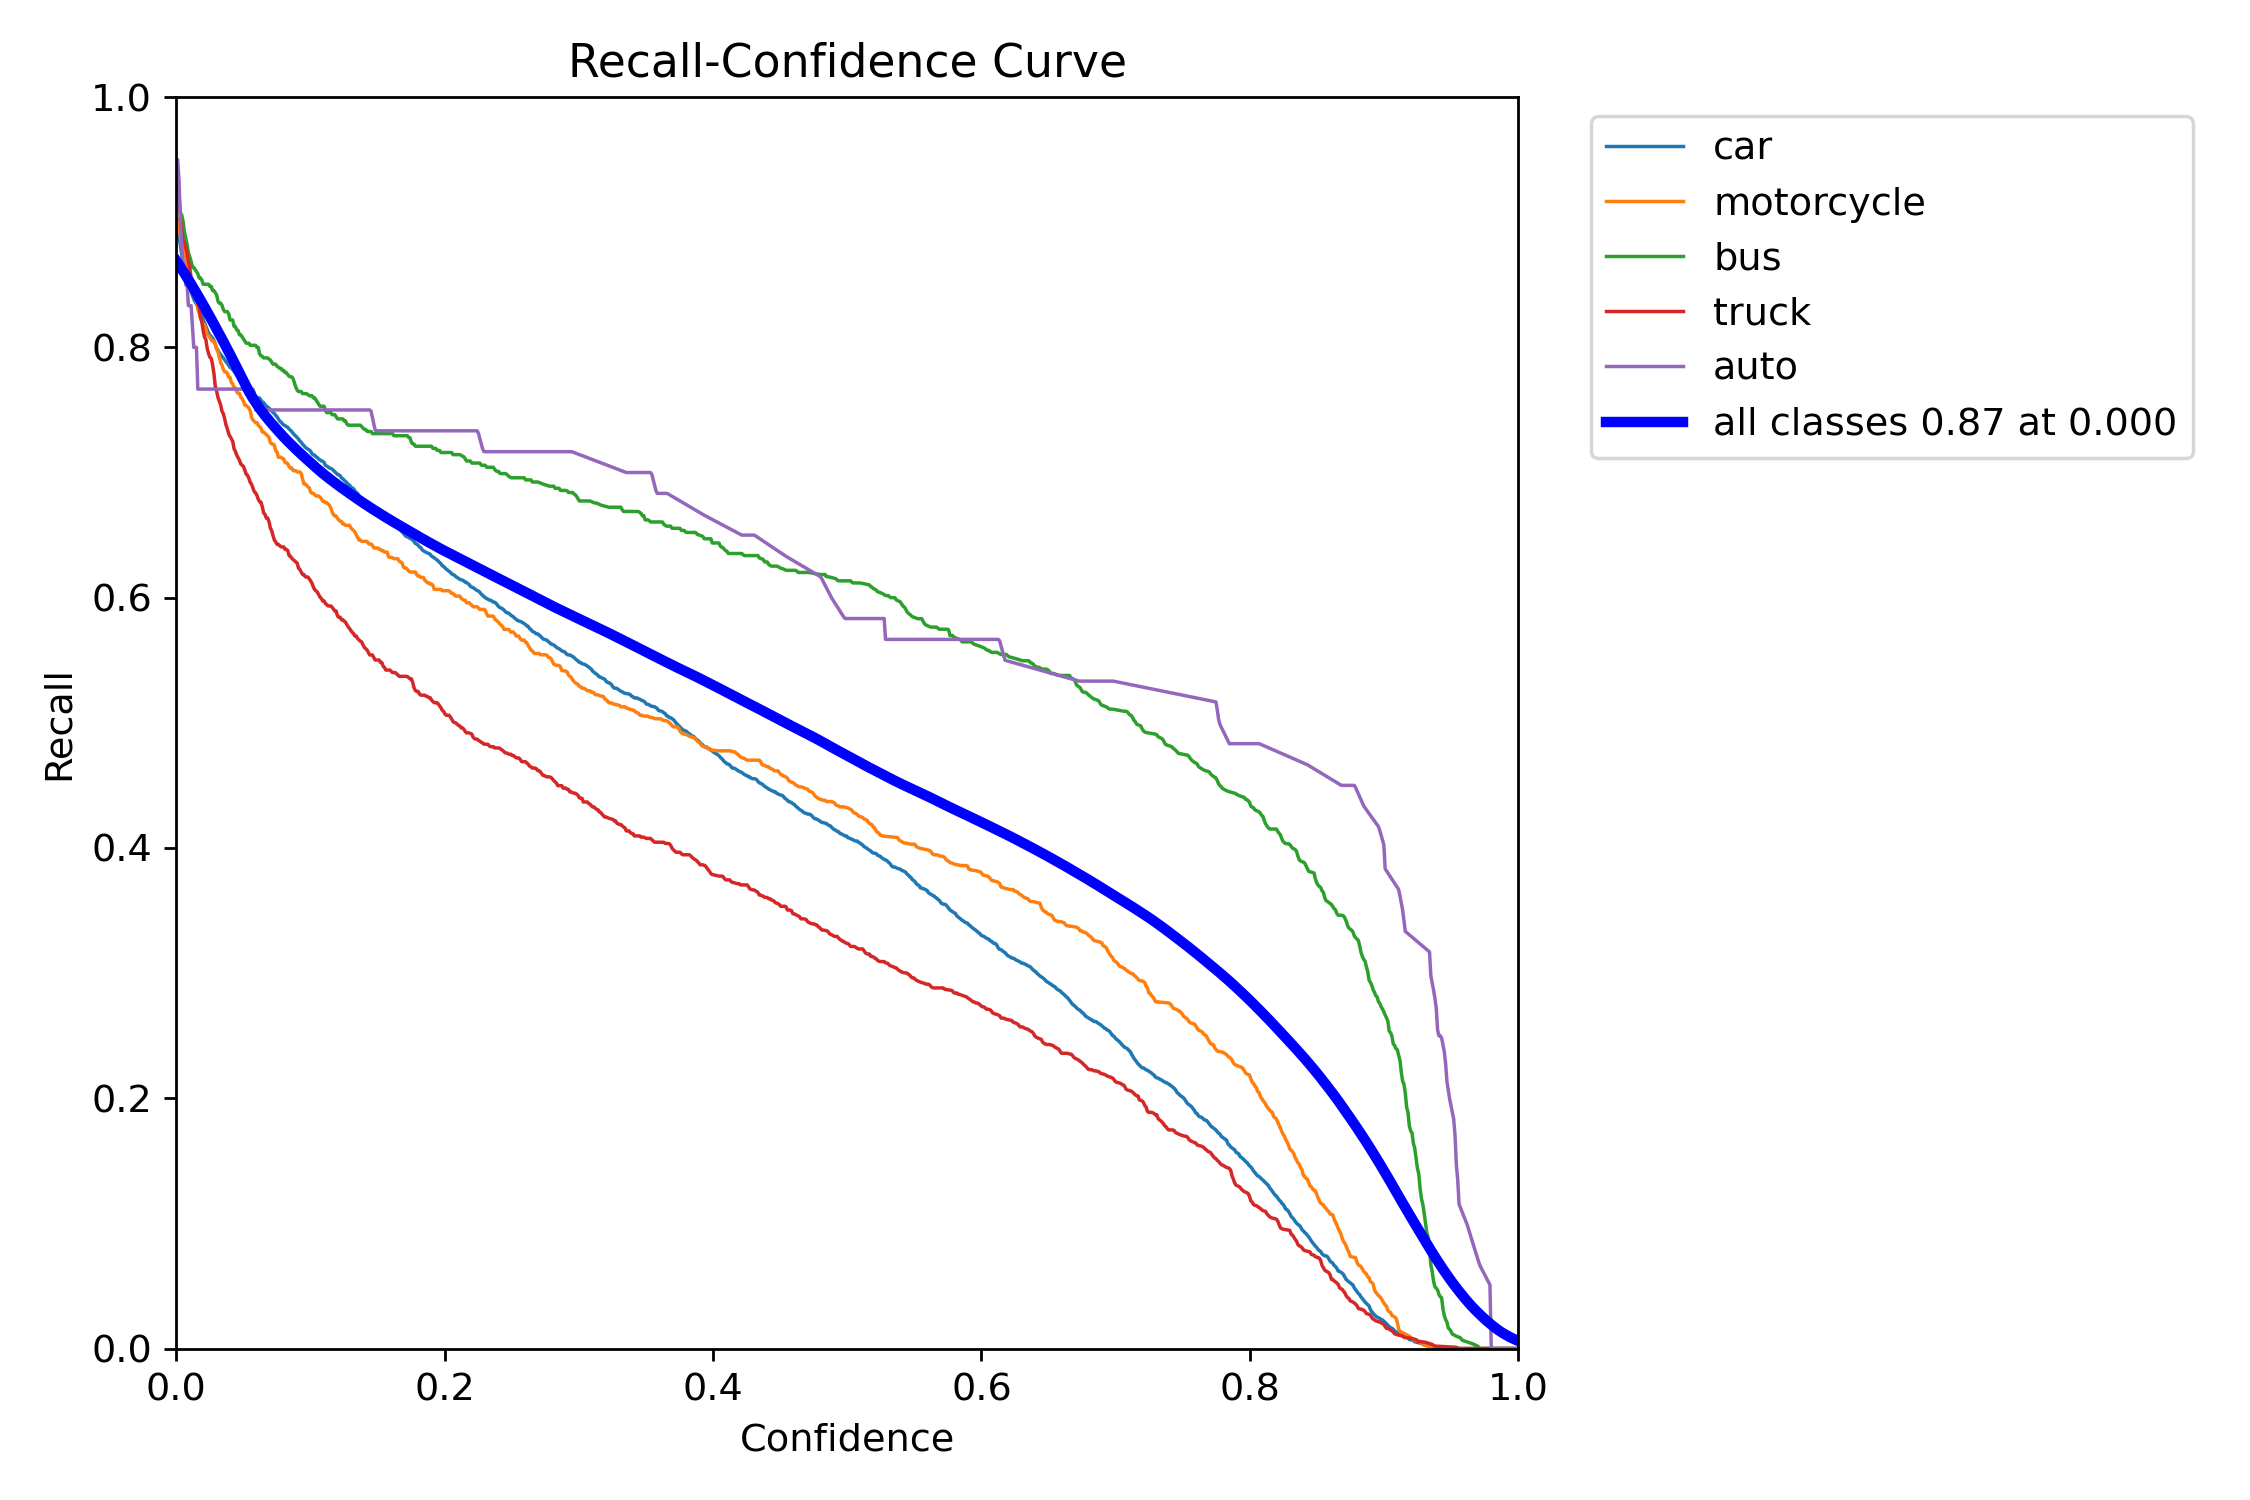 Recall-Confidence Curve
1.0
0.8
0.6
0.4
0.2
0.0
Recall
0.0 0.2 0.4 0.6 0.8 1.0
Confidence
car
motorcycle
bus
truck
auto
all classes 0.87 at 0.000